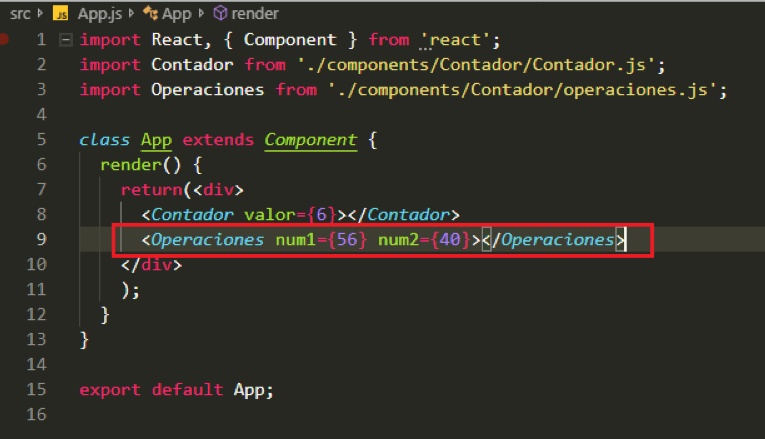 src > JS App.js > App > render
1 import React, { Component } from 'react';
2 import Contador from './components/Contador/Contador.js';
3 import Operaciones from './components/Contador/operaciones.js';
4
5 class App extends Component {
6 render() {
7 return(<div>
8 <Contador valor={6}></Contador>
9 <Operaciones num1={56} num2={40}></Operaciones>
10 </div>
11 );
12 }
13 }
14
15 export default App;
16